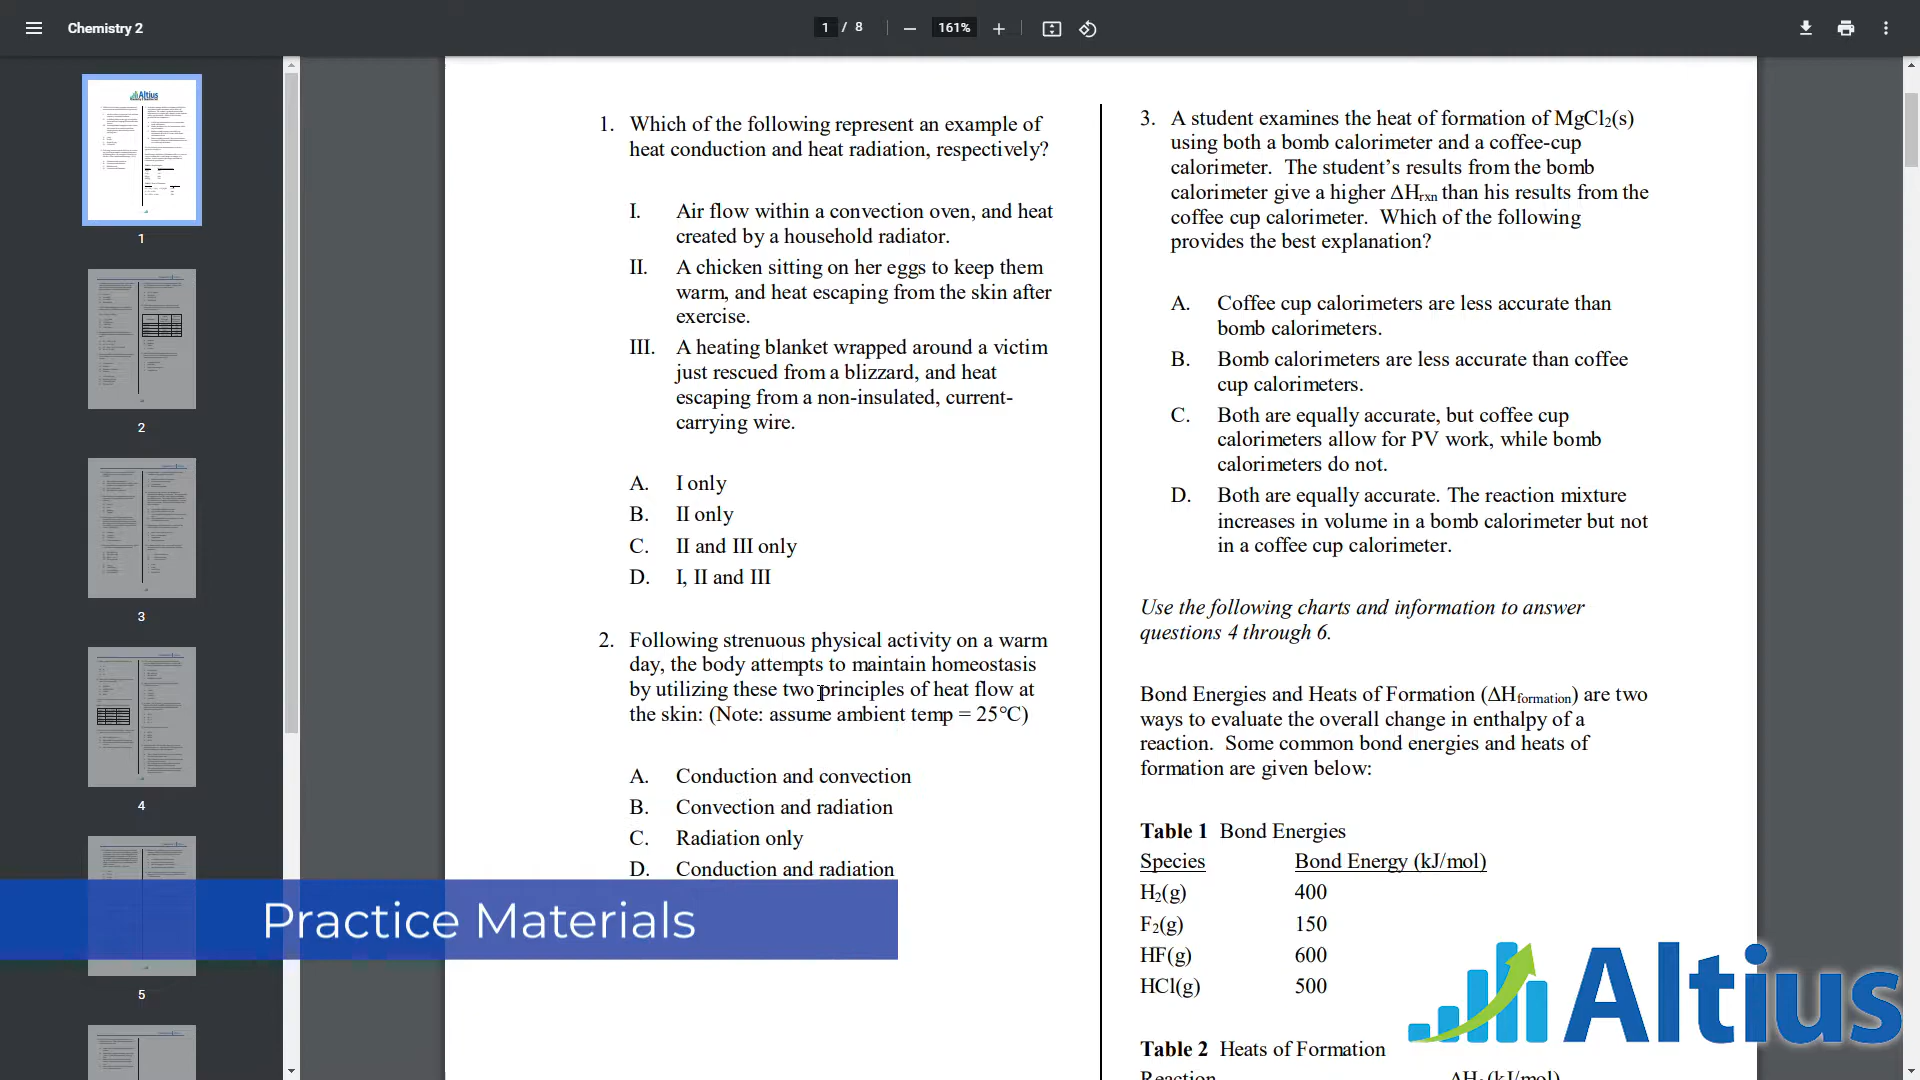 Chemistry 2
1 / 8
161%
Altius
1
2
3
4
5
1. Which of the following represent an example of
heat conduction and heat radiation, respectively?
I. Air flow within a convection oven, and heat
created by a household radiator.
II. A chicken sitting on her eggs to keep them
warm, and heat escaping from the skin after
exercise.
III. A heating blanket wrapped around a victim
just rescued from a blizzard, and heat
escaping from a non-insulated, current-
carrying wire.
A. I only
B. II only
C. II and III only
D. I, II and III
2. Following strenuous physical activity on a warm
day, the body attempts to maintain homeostasis
by utilizing these two principles of heat flow at
the skin: (Note: assume ambient temp = 25°C)
A. Conduction and convection
B. Convection and radiation
C. Radiation only
D. Conduction and radiation
3. A student examines the heat of formation of MgCl₂(s)
using both a bomb calorimeter and a coffee-cup
calorimeter. The student’s results from the bomb
calorimeter give a higher ΔHrxn than his results from the
coffee cup calorimeter. Which of the following
provides the best explanation?
A. Coffee cup calorimeters are less accurate than
bomb calorimeters.
B. Bomb calorimeters are less accurate than coffee
cup calorimeters.
C. Both are equally accurate, but coffee cup
calorimeters allow for PV work, while bomb
calorimeters do not.
D. Both are equally accurate. The reaction mixture
increases in volume in a bomb calorimeter but not
in a coffee cup calorimeter.
Use the following charts and information to answer
questions 4 through 6.
Bond Energies and Heats of Formation (ΔHformation) are two
ways to evaluate the overall change in enthalpy of a
reaction. Some common bond energies and heats of
formation are given below:
Table 1 Bond Energies
Species Bond Energy (kJ/mol)
H₂(g) 400
F₂(g) 150
HF(g) 600
HCl(g) 500
Table 2 Heats of Formation
Reaction ΔHf (kJ/mol)
Practice Materials
Altius